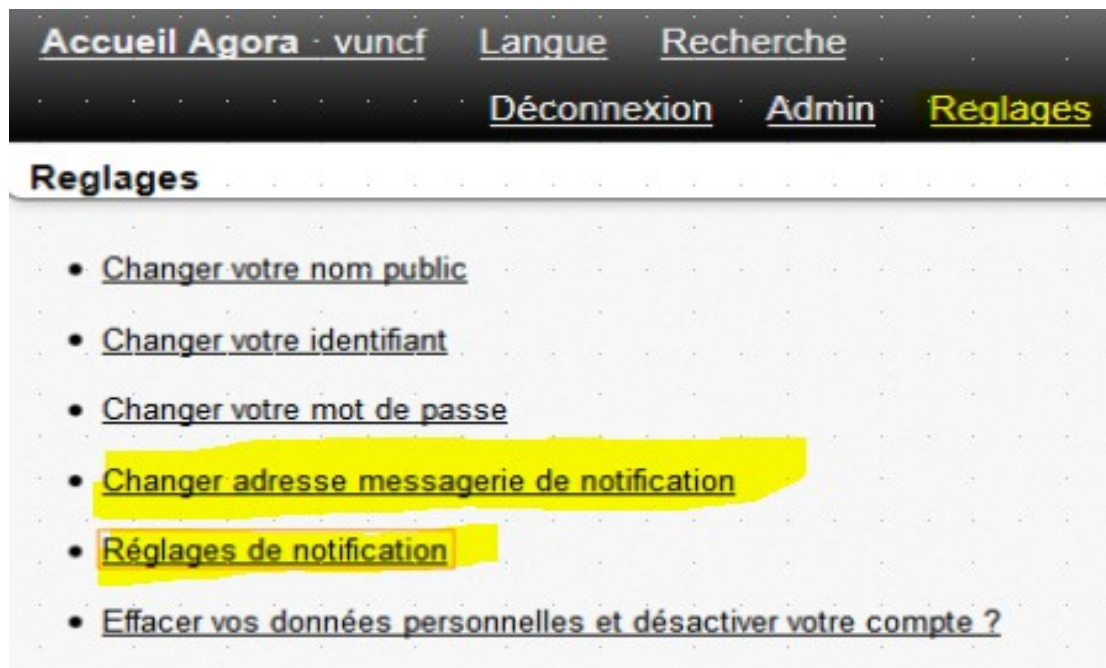 Accueil Agora · vuncf Langue Recherche
Déconnexion Admin Reglages
Reglages
• Changer votre nom public
• Changer votre identifiant
• Changer votre mot de passe
• Changer adresse messagerie de notification
• Réglages de notification
• Effacer vos données personnelles et désactiver votre compte ?